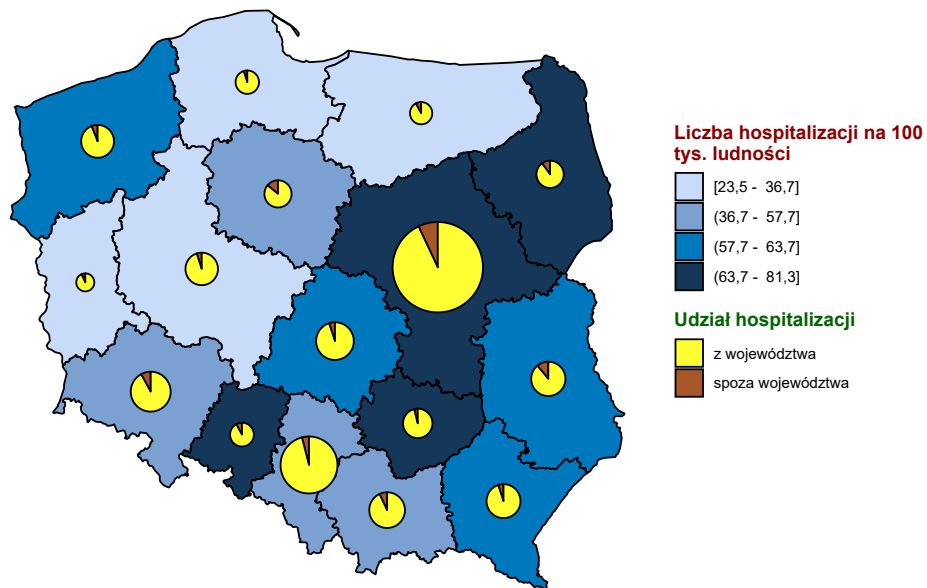 Liczba hospitalizacji na 100
tys. ludności
[23,5 - 36,7]
(36,7 - 57,7]
(57,7 - 63,7]
(63,7 - 81,3]
Udział hospitalizacji
z województwa
spoza województwa